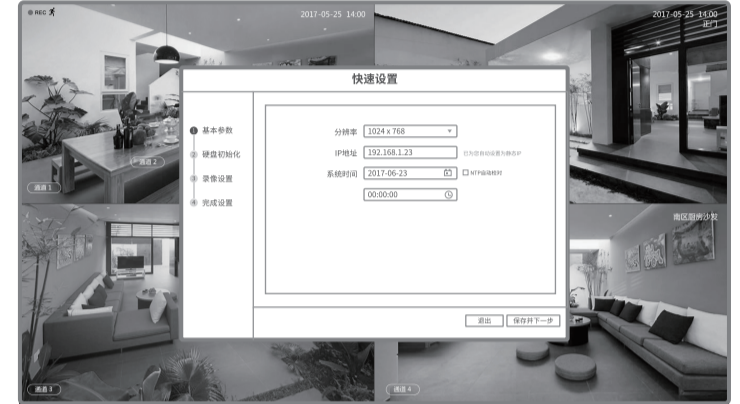 REC
2017-05-25 14:00
2017-05-25 14:00
正门
快速设置
1 基本参数
2 硬盘初始化
3 录像设置
4 完成设置
分辨率 1024 x 768
IP地址 192.168.1.23 已为您自动设置为静态IP
系统时间 2017-06-23 NTP自动校时
00:00:00
退出 保存并下一步
通道 2
通道 1
南区厨房沙发
通道 3
通道 4